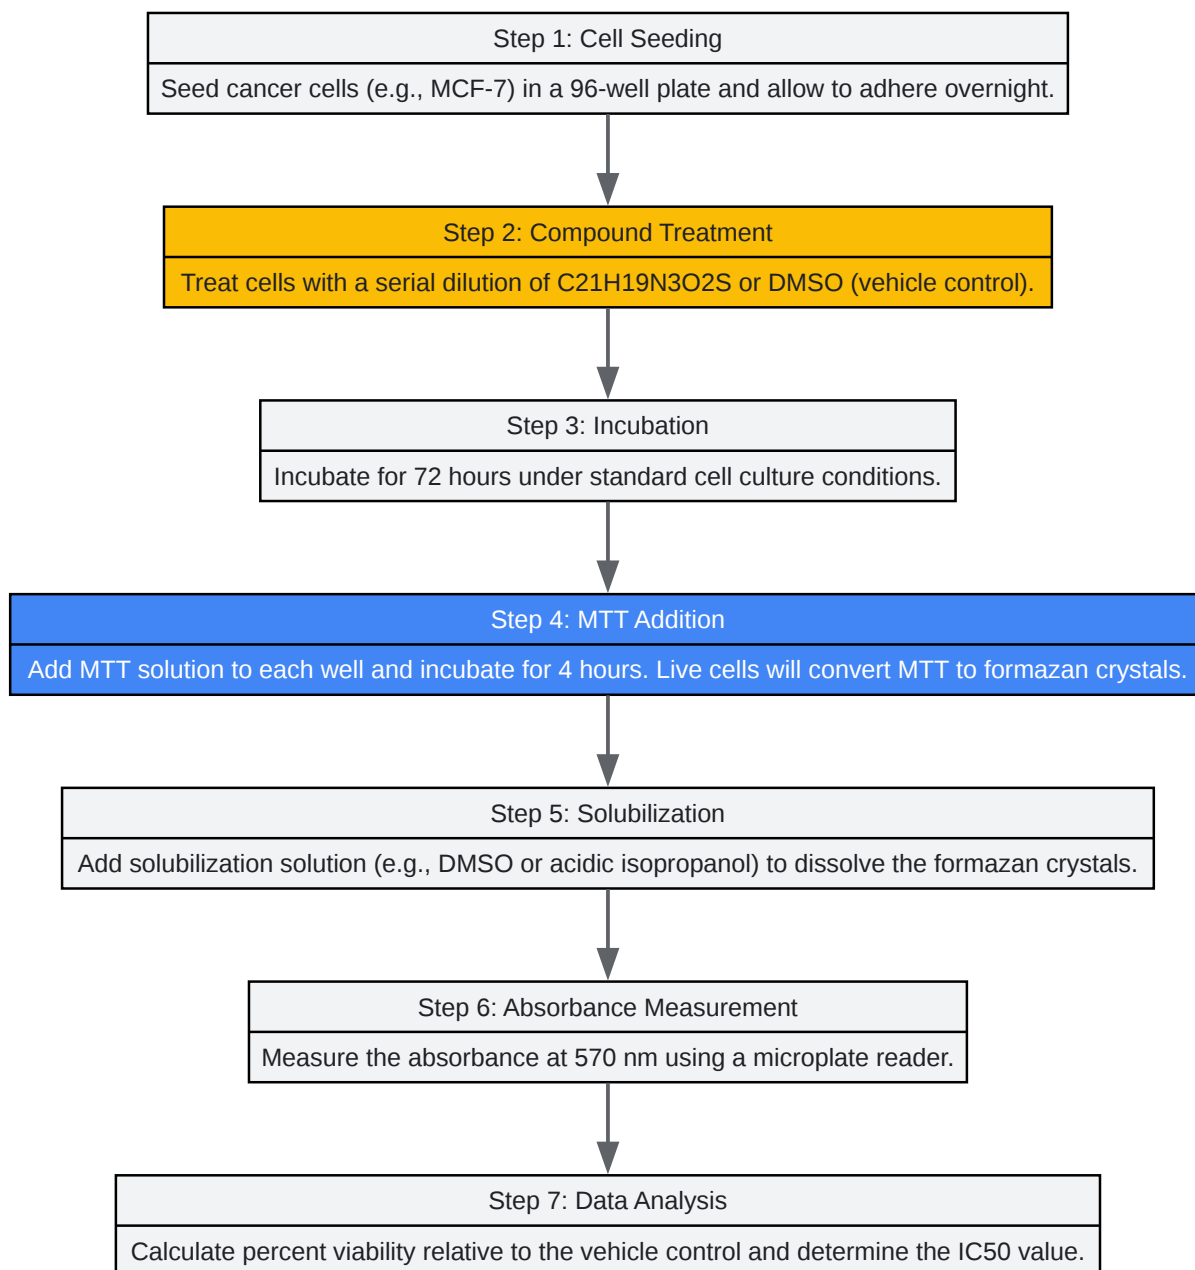 Step 1: Cell Seeding
Seed cancer cells (e.g., MCF-7) in a 96-well plate and allow to adhere overnight.
Step 2: Compound Treatment
Treat cells with a serial dilution of C21H19N3O2S or DMSO (vehicle control).
Step 3: Incubation
Incubate for 72 hours under standard cell culture conditions.
Step 4: MTT Addition
Add MTT solution to each well and incubate for 4 hours. Live cells will convert MTT to formazan crystals.
Step 5: Solubilization
Add solubilization solution (e.g., DMSO or acidic isopropanol) to dissolve the formazan crystals.
Step 6: Absorbance Measurement
Measure the absorbance at 570 nm using a microplate reader.
Step 7: Data Analysis
Calculate percent viability relative to the vehicle control and determine the IC50 value.